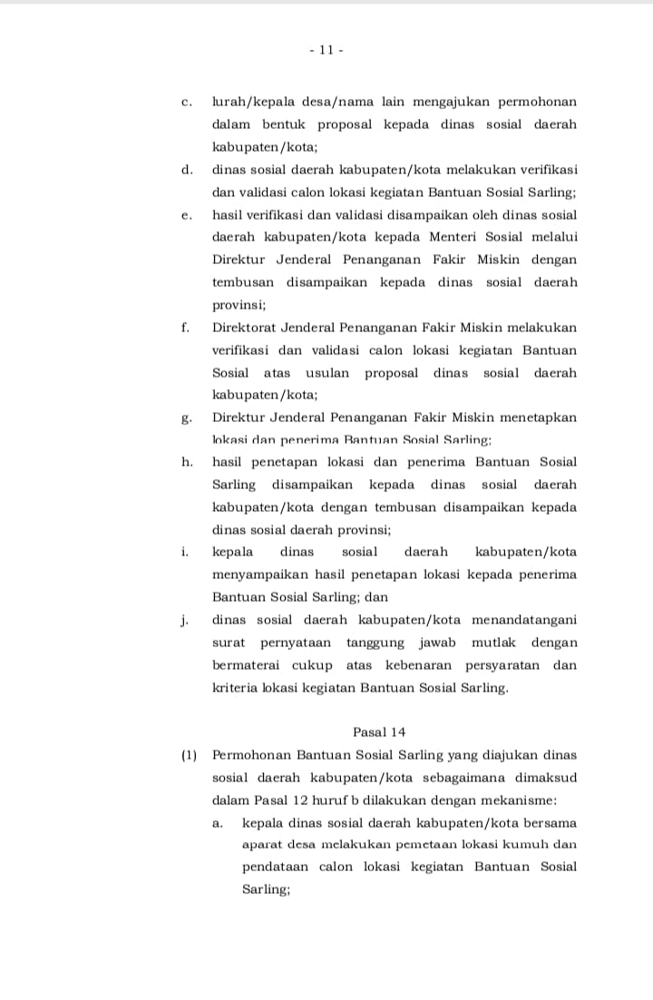 - 11 -
c. lurah/kepala desa/nama lain mengajukan permohonan
dalam bentuk proposal kepada dinas sosial daerah
kabupaten/kota;
d. dinas sosial daerah kabupaten/kota melakukan verifikasi
dan validasi calon lokasi kegiatan Bantuan Sosial Sarling;
e. hasil verifikasi dan validasi disampaikan oleh dinas sosial
daerah kabupaten/kota kepada Menteri Sosial melalui
Direktur Jenderal Penanganan Fakir Miskin dengan
tembusan disampaikan kepada dinas sosial daerah
provinsi;
f. Direktorat Jenderal Penanganan Fakir Miskin melakukan
verifikasi dan validasi calon lokasi kegiatan Bantuan
Sosial atas usulan proposal dinas sosial daerah
kabupaten/kota;
g. Direktur Jenderal Penanganan Fakir Miskin menetapkan
lokasi dan penerima Bantuan Sosial Sarling;
h. hasil penetapan lokasi dan penerima Bantuan Sosial
Sarling disampaikan kepada dinas sosial daerah
kabupaten/kota dengan tembusan disampaikan kepada
dinas sosial daerah provinsi;
i. kepala dinas sosial daerah kabupaten/kota
menyampaikan hasil penetapan lokasi kepada penerima
Bantuan Sosial Sarling; dan
j. dinas sosial daerah kabupaten/kota menandatangani
surat pernyataan tanggung jawab mutlak dengan
bermaterai cukup atas kebenaran persyaratan dan
kriteria lokasi kegiatan Bantuan Sosial Sarling.
Pasal 14
(1) Permohonan Bantuan Sosial Sarling yang diajukan dinas
sosial daerah kabupaten/kota sebagaimana dimaksud
dalam Pasal 12 huruf b dilakukan dengan mekanisme:
a. kepala dinas sosial daerah kabupaten/kota bersama
aparat desa melakukan pemetaan lokasi kumuh dan
pendataan calon lokasi kegiatan Bantuan Sosial
Sarling;